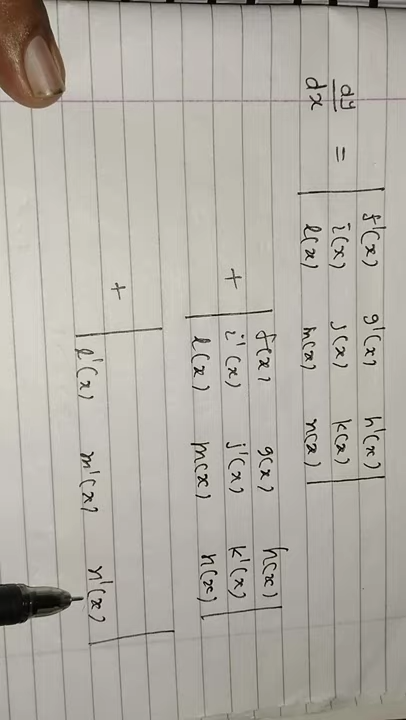 dy/dx = | f'(x) g'(x) h'(x) |
| i(x) j(x) k(x) |
| l(x) m(x) n(x) |
+ | f(x) g(x) h(x) |
| i'(x) j'(x) k'(x) |
| l(x) m(x) n(x) |
+ | l'(x) m'(x) n'(x) |